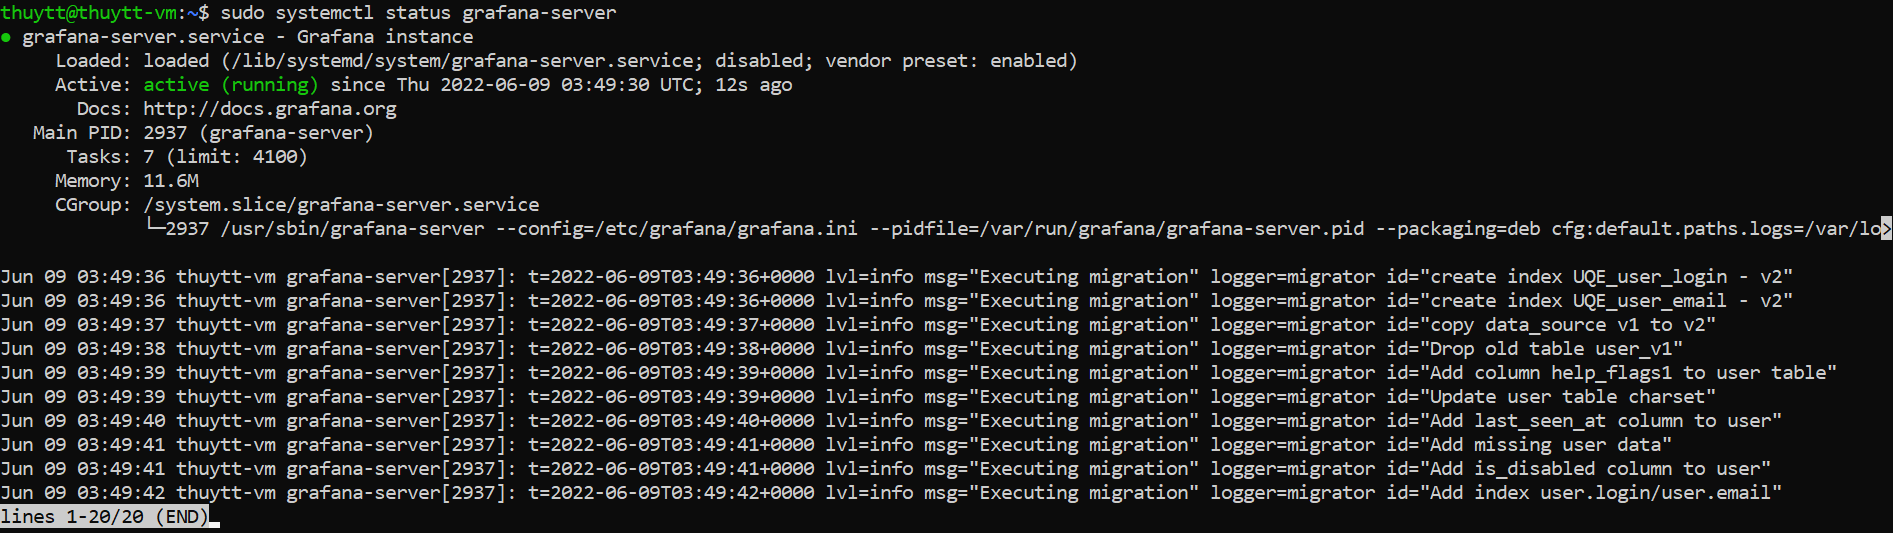 thuytt@thuytt-vm:~$ sudo systemctl status grafana-server
● grafana-server.service - Grafana instance
     Loaded: loaded (/lib/systemd/system/grafana-server.service; disabled; vendor preset: enabled)
     Active: active (running) since Thu 2022-06-09 03:49:30 UTC; 12s ago
       Docs: http://docs.grafana.org
   Main PID: 2937 (grafana-server)
      Tasks: 7 (limit: 4100)
     Memory: 11.6M
     CGroup: /system.slice/grafana-server.service
             └─2937 /usr/sbin/grafana-server --config=/etc/grafana/grafana.ini --pidfile=/var/run/grafana/grafana-server.pid --packaging=deb cfg:default.paths.logs=/var/lo>
Jun 09 03:49:36 thuytt-vm grafana-server[2937]: t=2022-06-09T03:49:36+0000 lvl=info msg="Executing migration" logger=migrator id="create index UQE_user_login - v2"
Jun 09 03:49:36 thuytt-vm grafana-server[2937]: t=2022-06-09T03:49:36+0000 lvl=info msg="Executing migration" logger=migrator id="create index UQE_user_email - v2"
Jun 09 03:49:37 thuytt-vm grafana-server[2937]: t=2022-06-09T03:49:37+0000 lvl=info msg="Executing migration" logger=migrator id="copy data_source v1 to v2"
Jun 09 03:49:38 thuytt-vm grafana-server[2937]: t=2022-06-09T03:49:38+0000 lvl=info msg="Executing migration" logger=migrator id="Drop old table user_v1"
Jun 09 03:49:39 thuytt-vm grafana-server[2937]: t=2022-06-09T03:49:39+0000 lvl=info msg="Executing migration" logger=migrator id="Add column help_flags1 to user table"
Jun 09 03:49:39 thuytt-vm grafana-server[2937]: t=2022-06-09T03:49:39+0000 lvl=info msg="Executing migration" logger=migrator id="Update user table charset"
Jun 09 03:49:40 thuytt-vm grafana-server[2937]: t=2022-06-09T03:49:40+0000 lvl=info msg="Executing migration" logger=migrator id="Add last_seen_at column to user"
Jun 09 03:49:41 thuytt-vm grafana-server[2937]: t=2022-06-09T03:49:41+0000 lvl=info msg="Executing migration" logger=migrator id="Add missing user data"
Jun 09 03:49:41 thuytt-vm grafana-server[2937]: t=2022-06-09T03:49:41+0000 lvl=info msg="Executing migration" logger=migrator id="Add is_disabled column to user"
Jun 09 03:49:42 thuytt-vm grafana-server[2937]: t=2022-06-09T03:49:42+0000 lvl=info msg="Executing migration" logger=migrator id="Add index user.login/user.email"
lines 1-20/20 (END)